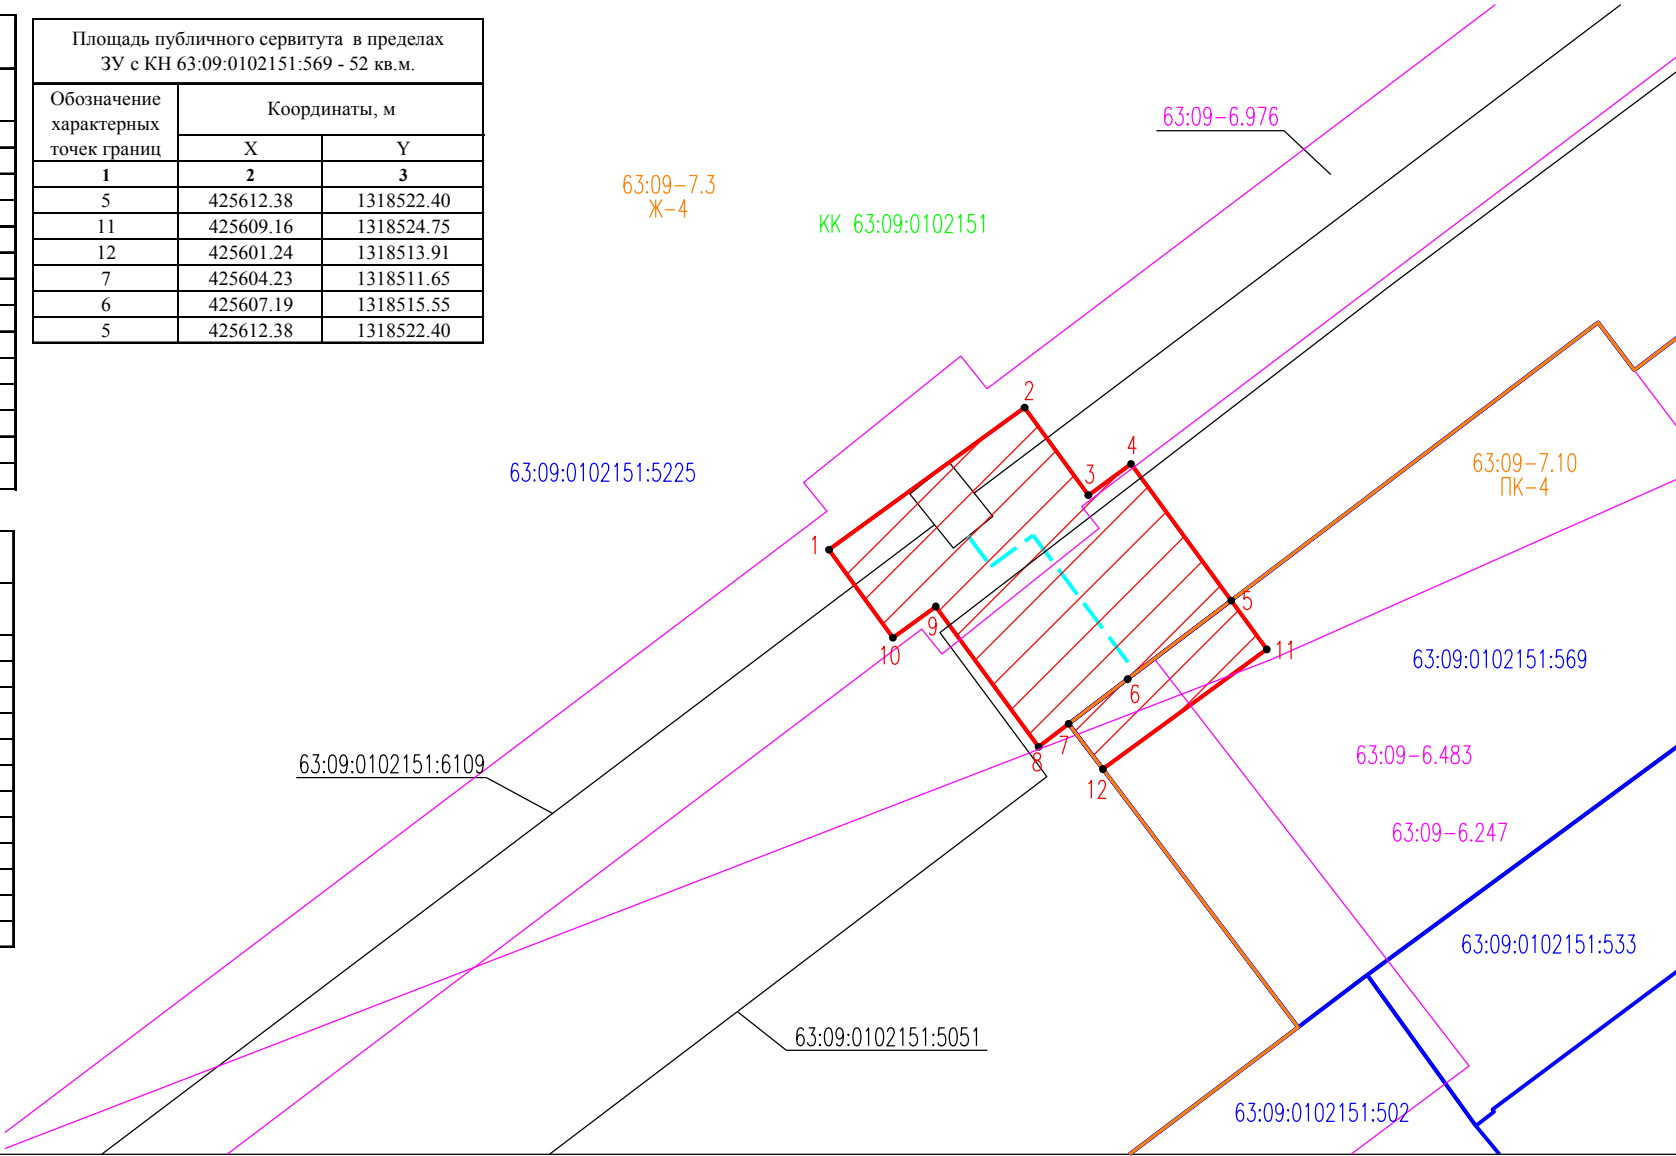 Площадь публичного сервитута в пределах
ЗУ с КН 63:09:0102151:569 - 52 кв.м.
Обозначение характерных точек границ
Координаты, м
X Y
1 2 3
5 425612.38 1318522.40
11 425609.16 1318524.75
12 425601.24 1318513.91
7 425604.23 1318511.65
6 425607.19 1318515.55
5 425612.38 1318522.40
63:09-6.976
63:09-7.3
Ж-4
КК 63:09:0102151
2
4
63:09:0102151:5225
3
63:09-7.10
ПК-4
1
5
9
10
11
63:09:0102151:569
6
7
8
12
63:09-6.483
63:09:0102151:6109
63:09-6.247
63:09:0102151:533
63:09:0102151:5051
63:09:0102151:502